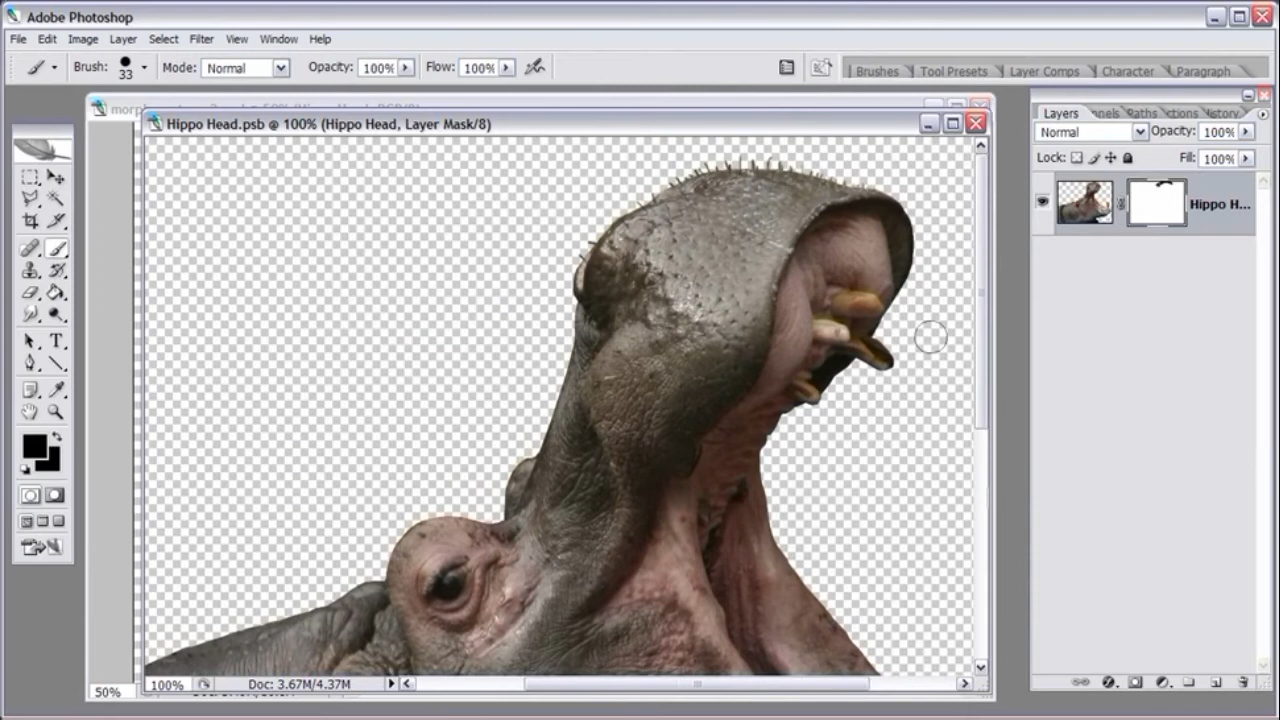 Adobe Photoshop
File Edit Image Layer Select Filter View Window Help
Brush: 33 Mode: Normal Opacity: 100% Flow: 100% Brushes Tool Presets Layer Comps Character Paragraph
Hippo Head.psb @ 100% (Hippo Head, Layer Mask/8)
Layers Paths
Normal Opacity: 100%
Lock: Fill: 100%
Hippo H...
100% Doc: 3.67M/4.37M
50%